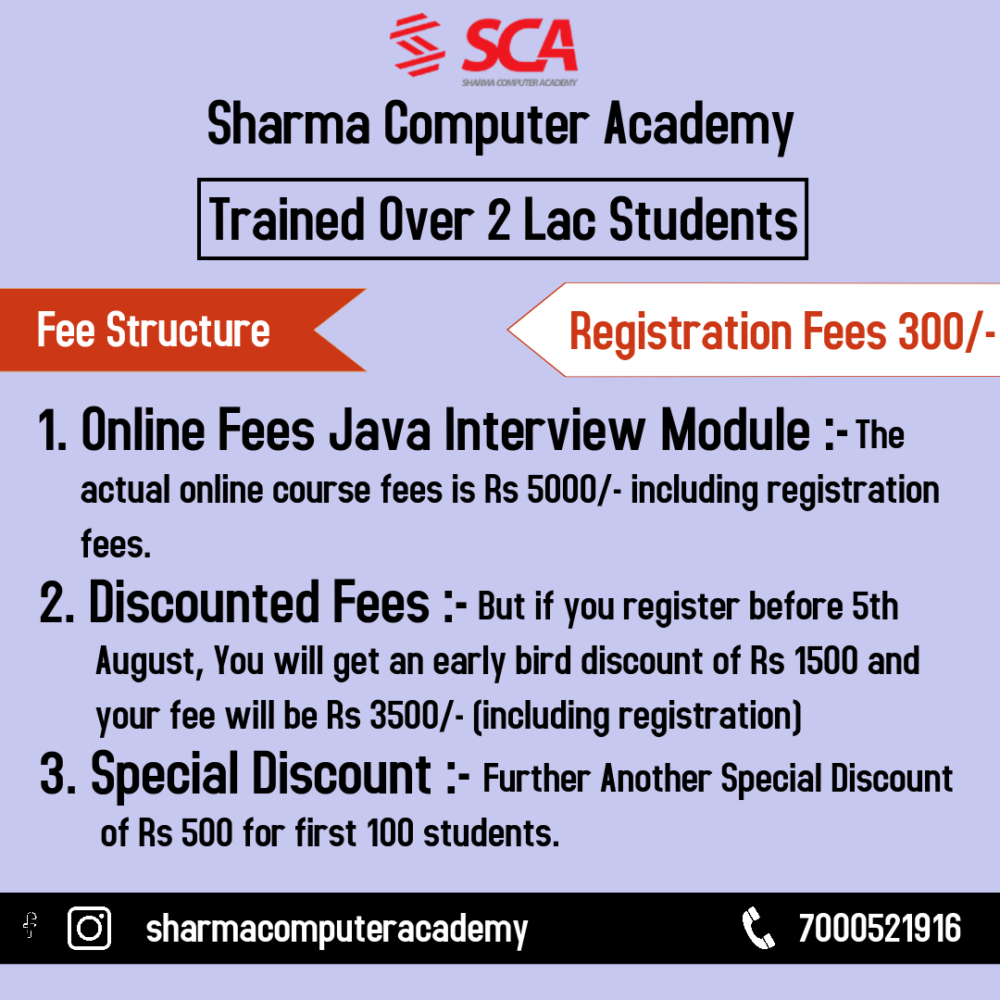 SCA
SHARMA COMPUTER ACADEMY
Sharma Computer Academy
Trained Over 2 Lac Students
Fee Structure
Registration Fees 300/-
1. Online Fees Java Interview Module :- The
actual online course fees is Rs 5000/- including registration
fees.
2. Discounted Fees :- But if you register before 5th
August, You will get an early bird discount of Rs 1500 and
your fee will be Rs 3500/- (including registration)
3. Special Discount :- Further Another Special Discount
of Rs 500 for first 100 students.
sharmacomputeracademy
7000521916